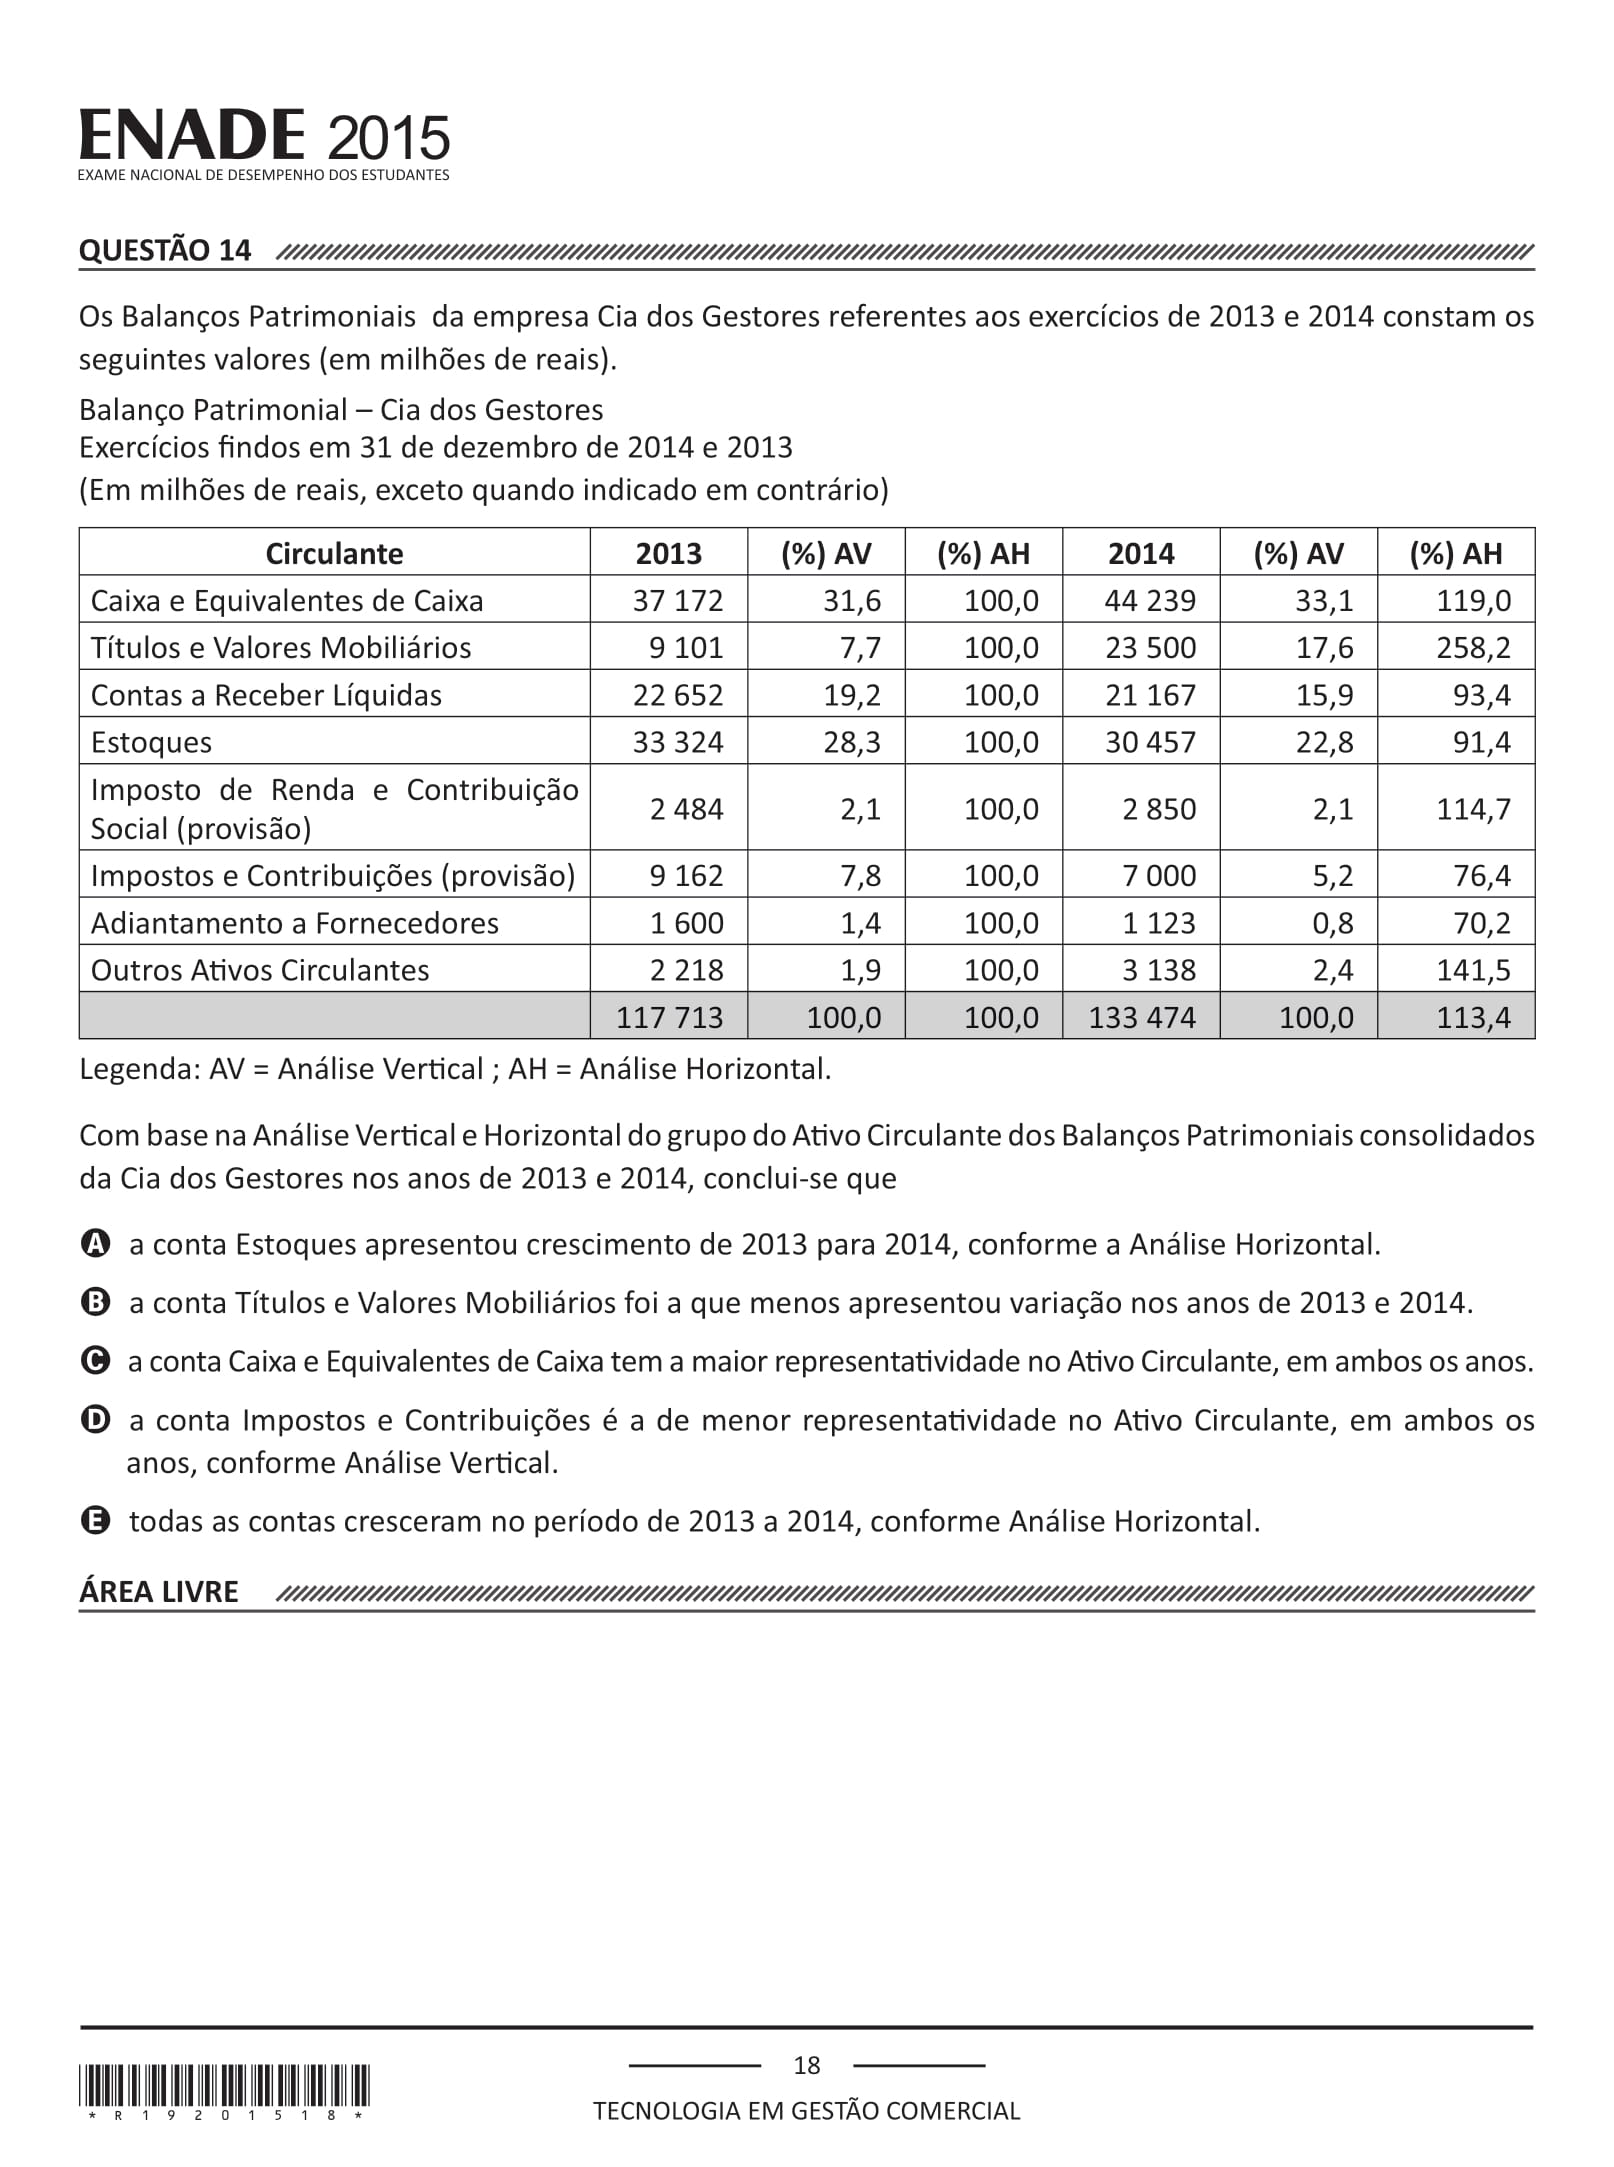 ENADE 2015
EXAME NACIONAL DE DESEMPENHO DOS ESTUDANTES
QUESTÃO 14
Os Balanços Patrimoniais da empresa Cia dos Gestores referentes aos exercícios de 2013 e 2014 constam os
seguintes valores (em milhões de reais).
Balanço Patrimonial – Cia dos Gestores
Exercícios findos em 31 de dezembro de 2014 e 2013
(Em milhões de reais, exceto quando indicado em contrário)
Circulante 2013 (%) AV (%) AH 2014 (%) AV (%) AH
Caixa e Equivalentes de Caixa 37 172 31,6 100,0 44 239 33,1 119,0
Títulos e Valores Mobiliários 9 101 7,7 100,0 23 500 17,6 258,2
Contas a Receber Líquidas 22 652 19,2 100,0 21 167 15,9 93,4
Estoques 33 324 28,3 100,0 30 457 22,8 91,4
Imposto de Renda e Contribuição
Social (provisão) 2 484 2,1 100,0 2 850 2,1 114,7
Impostos e Contribuições (provisão) 9 162 7,8 100,0 7 000 5,2 76,4
Adiantamento a Fornecedores 1 600 1,4 100,0 1 123 0,8 70,2
Outros Ativos Circulantes 2 218 1,9 100,0 3 138 2,4 141,5
117 713 100,0 100,0 133 474 100,0 113,4
Legenda: AV = Análise Vertical ; AH = Análise Horizontal.
Com base na Análise Vertical e Horizontal do grupo do Ativo Circulante dos Balanços Patrimoniais consolidados
da Cia dos Gestores nos anos de 2013 e 2014, conclui-se que
A a conta Estoques apresentou crescimento de 2013 para 2014, conforme a Análise Horizontal.
B a conta Títulos e Valores Mobiliários foi a que menos apresentou variação nos anos de 2013 e 2014.
C a conta Caixa e Equivalentes de Caixa tem a maior representatividade no Ativo Circulante, em ambos os anos.
D a conta Impostos e Contribuições é a de menor representatividade no Ativo Circulante, em ambos os
anos, conforme Análise Vertical.
E todas as contas cresceram no período de 2013 a 2014, conforme Análise Horizontal.
ÁREA LIVRE
18
TECNOLOGIA EM GESTÃO COMERCIAL
* R 1 9 2 0 1 5 1 8 *